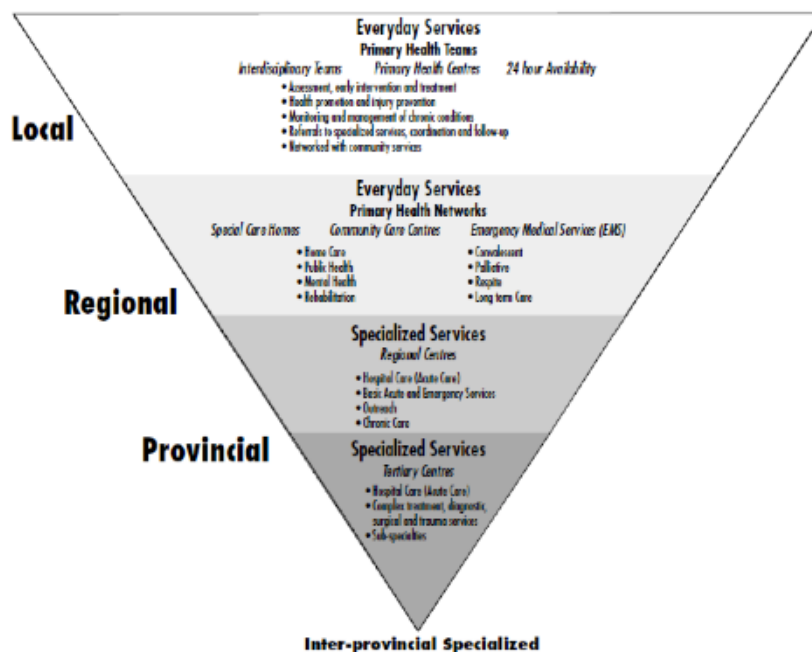 Everyday Services
Primary Health Teams
Interdisciplinary Teams Primary Health Centres 24 hour Availability
• Assessment, early intervention and treatment
• Health promotion and injury prevention
• Monitoring and management of chronic conditions
• Referrals to specialized services, coordination and follow-up
• Networked with community services
Local
Everyday Services
Primary Health Networks
Special Care Homes Community Care Centres Emergency Medical Services (EMS)
• Home Care
• Public Health
• Mental Health
• Rehabilitation
• Convalescent
• Palliative
• Respite
• Long term Care
Regional
Specialized Services
Regional Centres
• Hospital Care (Acute Care)
• Basic Acute and Emergency Services
• Outreach
• Chronic Care
Provincial
Specialized Services
Tertiary Centres
• Hospital Care (Acute Care)
• Complex treatment, diagnostic,
surgical and trauma services
• Sub-specialties
Inter-provincial Specialized